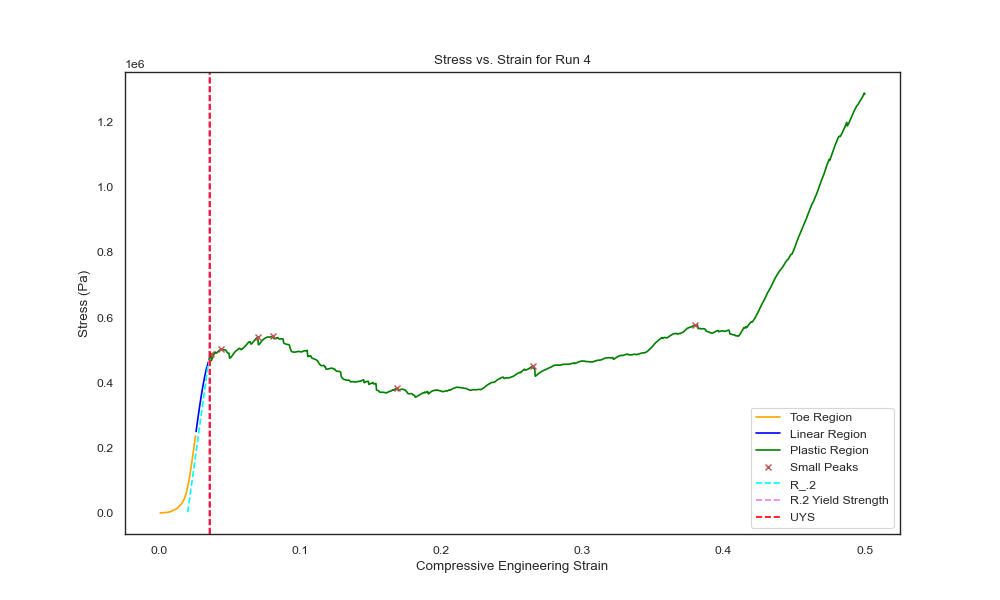 Stress vs. Strain for Run 4
1e6
1.2
1.0
0.8
0.6
0.4
0.2
0.0
Stress (Pa)
0.0 0.1 0.2 0.3 0.4 0.5
Compressive Engineering Strain
Toe Region
Linear Region
Plastic Region
Small Peaks
R_.2
R.2 Yield Strength
UYS